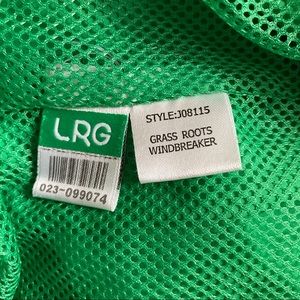 LRG
023-099074
STYLE:J08115
GRASS ROOTS
WINDBREAKER